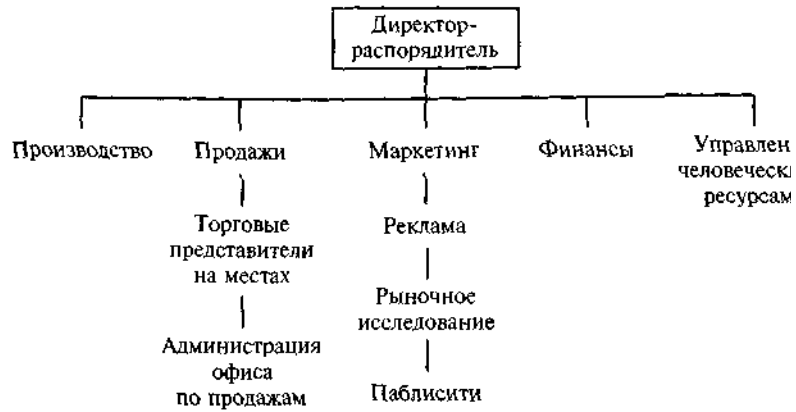 Директор-
распорядитель
Производство
Продажи
Маркетинг
Финансы
Управлен
человечески
ресурсам
Торговые
представители
на местах
Администрация
офиса
по продажам
Реклама
Рыночное
исследование
Паблисити